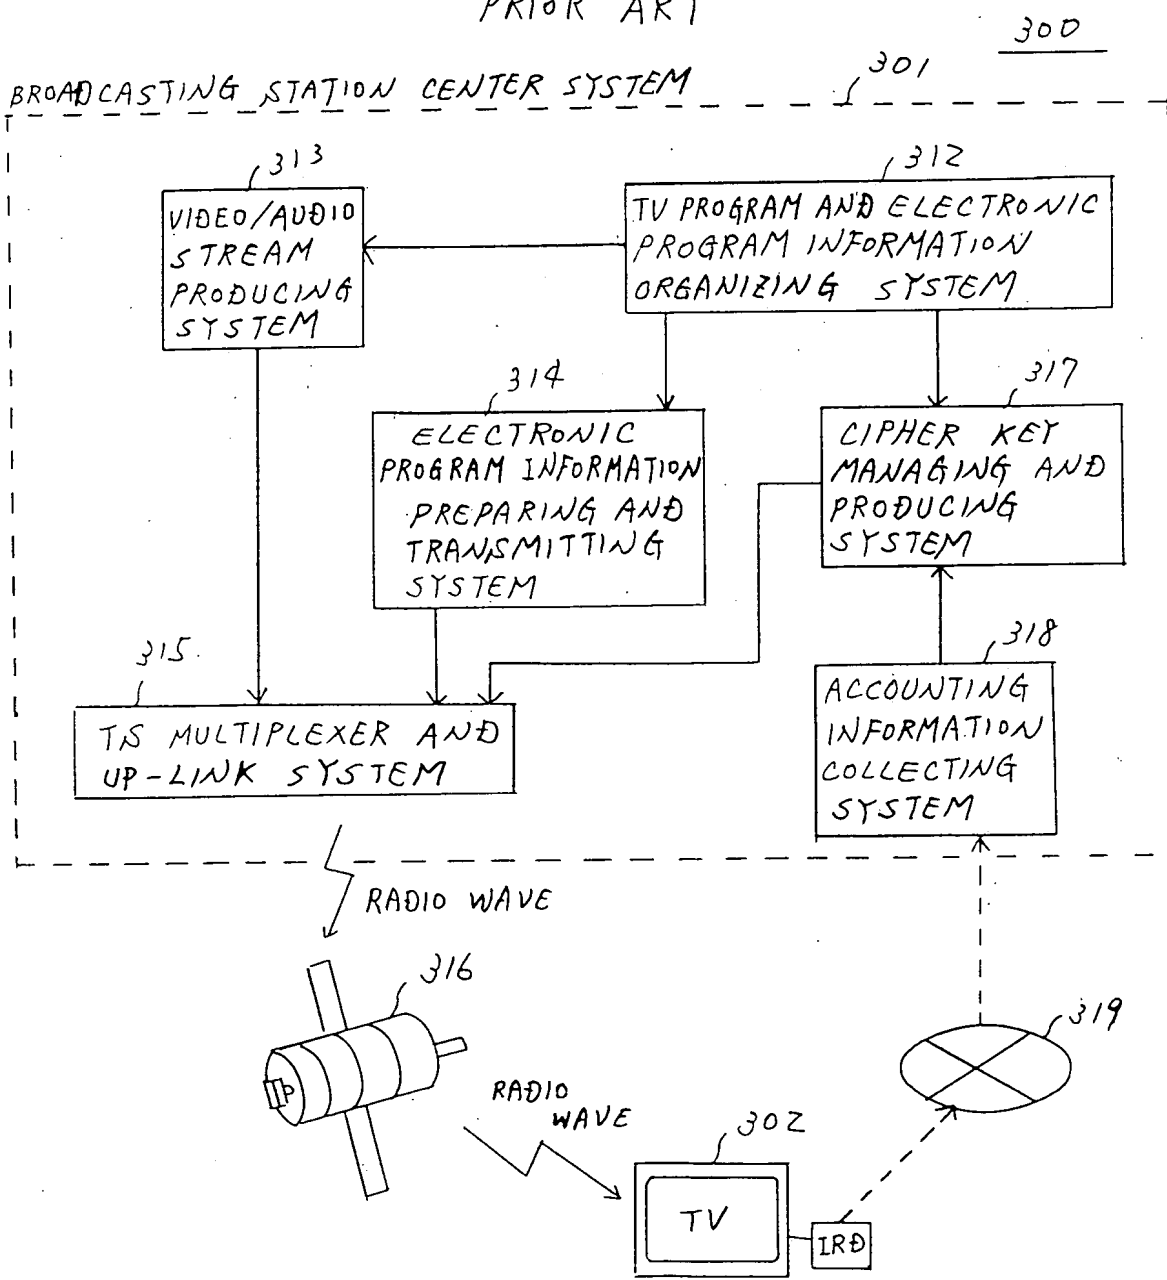 PRIOR ART
300
BROADCASTING STATION CENTER SYSTEM
301
313
VIDEO/AUDIO
STREAM
PRODUCING
SYSTEM
312
TV PROGRAM AND ELECTRONIC
PROGRAM INFORMATION
ORGANIZING SYSTEM
314
ELECTRONIC
PROGRAM INFORMATION
PREPARING AND
TRANSMITTING
SYSTEM
317
CIPHER KEY
MANAGING AND
PRODUCING
SYSTEM
315
TS MULTIPLEXER AND
UP-LINK SYSTEM
318
ACCOUNTING
INFORMATION
COLLECTING
SYSTEM
RADIO WAVE
316
319
RADIO
WAVE
302
TV
IRD